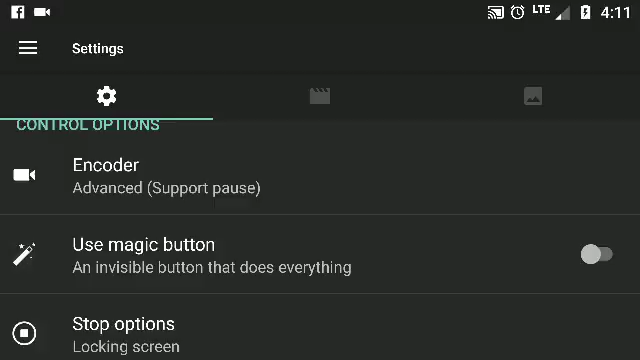 LTE 4:11
Settings
CONTROL OPTIONS
Encoder
Advanced (Support pause)
Use magic button
An invisible button that does everything
Stop options
Locking screen